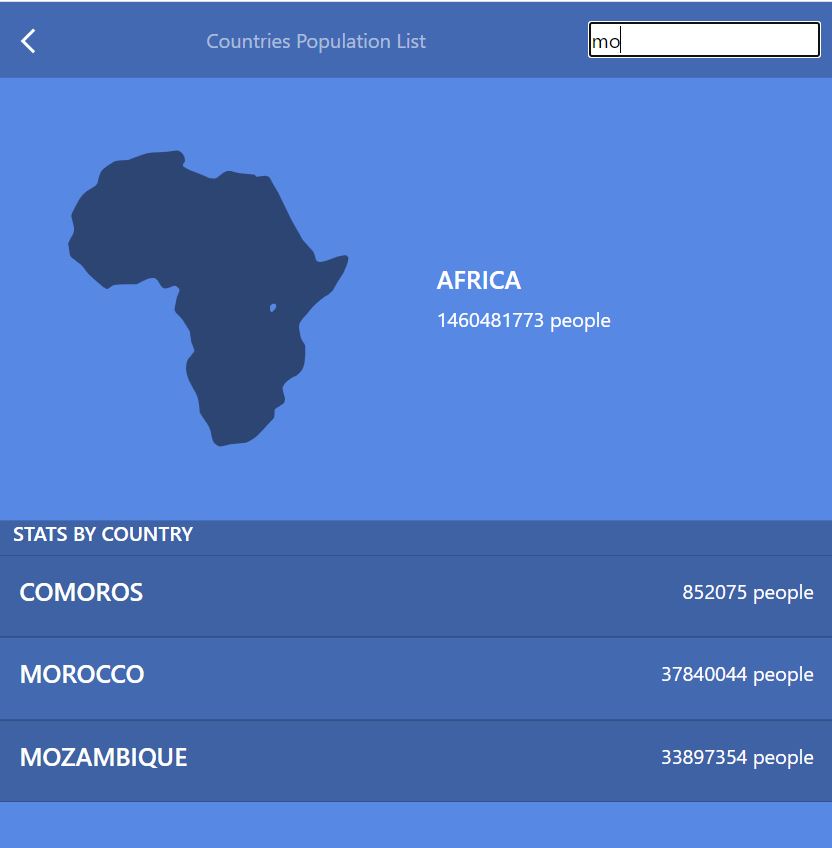 Countries Population List
mo
AFRICA
1460481773 people
STATS BY COUNTRY
COMOROS 852075 people
MOROCCO 37840044 people
MOZAMBIQUE 33897354 people